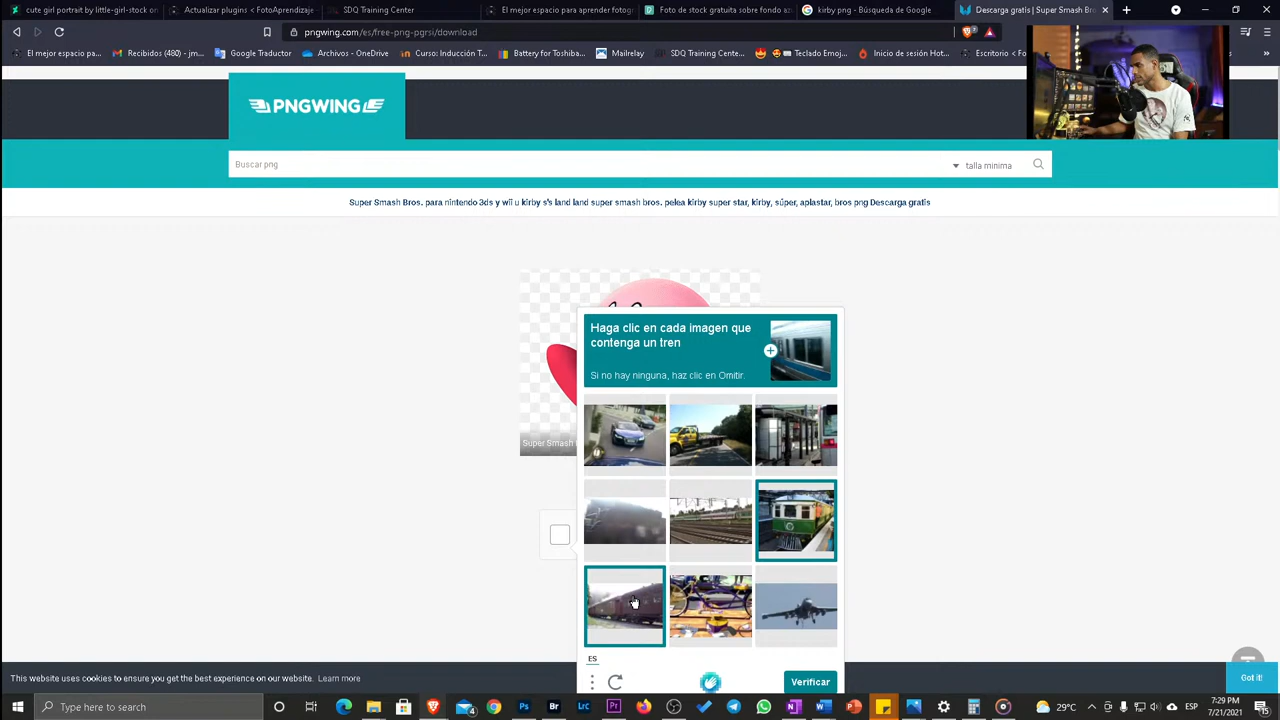 cute girl portrait by little-girl-stock on
Actualizar plugins < FotoAprendizaje
SDQ Training Center
El mejor espacio para aprender fotogr
Foto de stock gratuita sobre fondo az
kirby png - Búsqueda de Google
Descarga gratis | Super Smash Bro
pngwing.com/es/free-png-pgrsi/download
El mejor espacio pa...
Recibidos (480) - jm...
Google Traductor
Archivos - OneDrive
Curso: Inducción T...
Battery for Toshiba...
Mailrelay
SDQ Training Cente...
Teclado Emoj...
Inicio de sesión Hot...
Escritorio < Fo
PNGWING
Buscar png
talla mínima
Super Smash Bros. para nintendo 3ds y wii u kirby s's land land super smash bros. pelea kirby super star, kirby, súper, aplastar, bros png Descarga gratis
Haga clic en cada imagen que
contenga un tren
Si no hay ninguna, haz clic en Omitir.
Super Smash
ES
Verificar
This website uses cookies to ensure you get the best experience on our website. Learn more
Got it!
Type here to search
Ps
Br
Lc
Pr
29°C
ESP
7:29 PM
7/21/2021
15